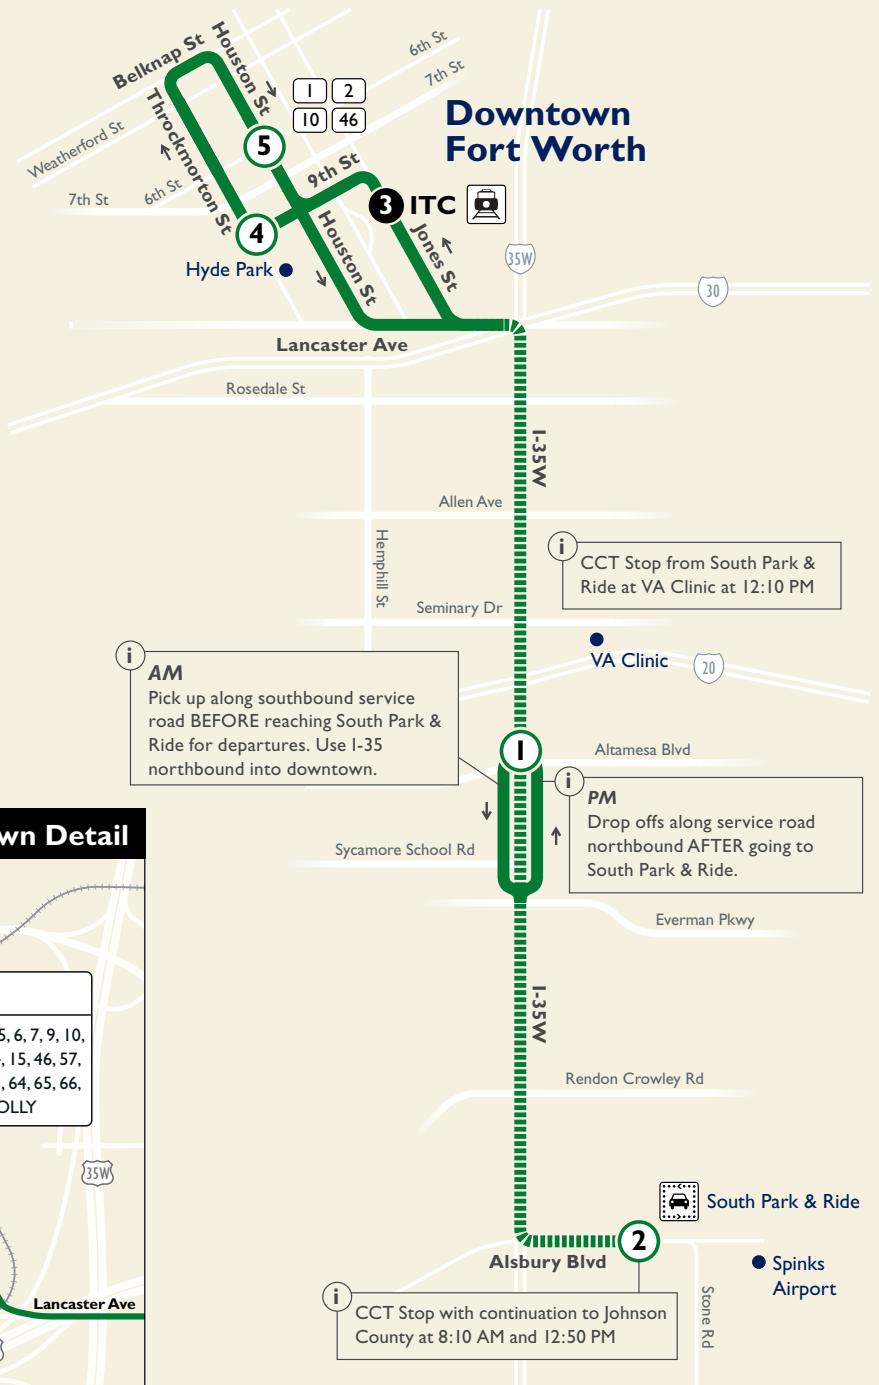 Houston St
Belknap St
6th St
7th St
1 2
10 46
Downtown
Fort Worth
Throckmorton St
Weatherford St
5
9th St
6th St
7th St
3 ITC
4
Houston St
Jones St
Hyde Park
35W
30
Lancaster Ave
Rosedale St
I-35W
Allen Ave
Hemphill St
i
CCT Stop from South Park &
Ride at VA Clinic at 12:10 PM
Seminary Dr
VA Clinic
20
i
AM
Pick up along southbound service
road BEFORE reaching South Park &
Ride for departures. Use I-35
northbound into downtown.
1
Altamesa Blvd
i
PM
Drop offs along service road
northbound AFTER going to
South Park & Ride.
Sycamore School Rd
wn Detail
Everman Pkwy
I-35W
5, 6, 7, 9, 10,
, 15, 46, 57,
, 64, 65, 66,
OLLY
Rendon Crowley Rd
35W
South Park & Ride
2
Alsbury Blvd
Spinks
Airport
Stone Rd
Lancaster Ave
i
CCT Stop with continuation to Johnson
County at 8:10 AM and 12:50 PM